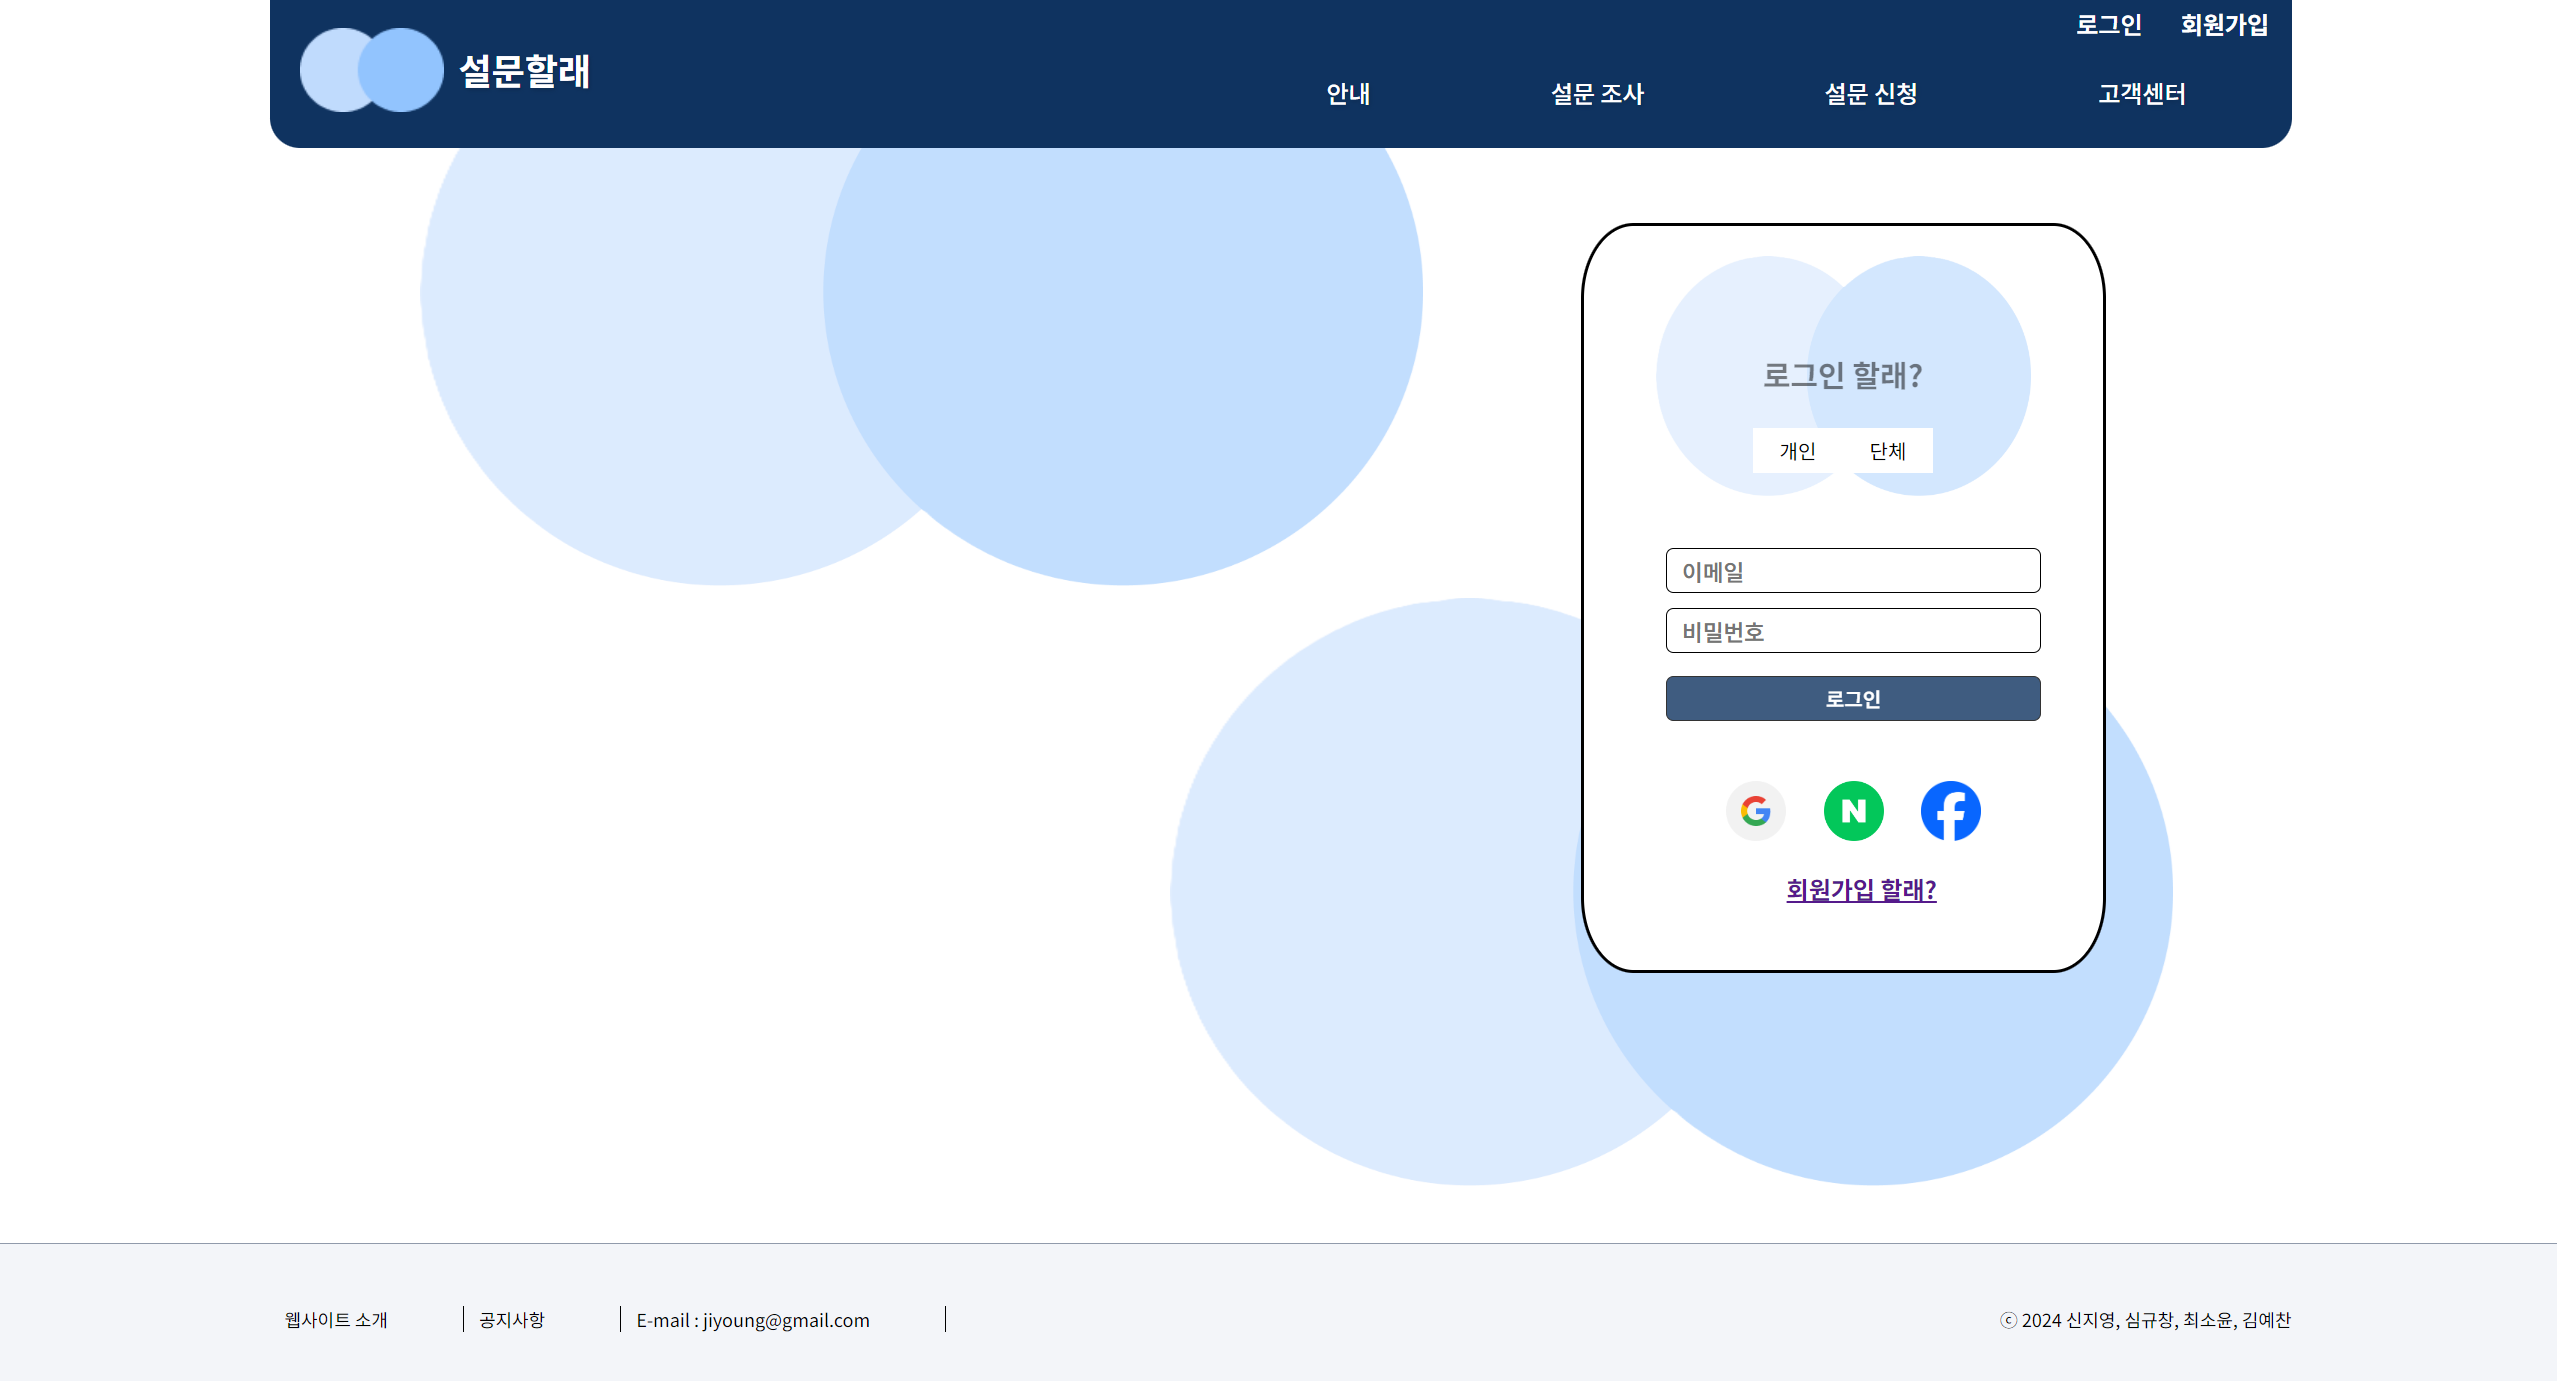 로그인 회원가입
설문할래
안내 설문 조사 설문 신청 고객센터
로그인 할래?
개인 단체
이메일
비밀번호
로그인
G N f
회원가입 할래?
웹사이트 소개 공지사항 E-mail : jiyoung@gmail.com
ⓒ 2024 신지영, 심규창, 최소윤, 김예찬